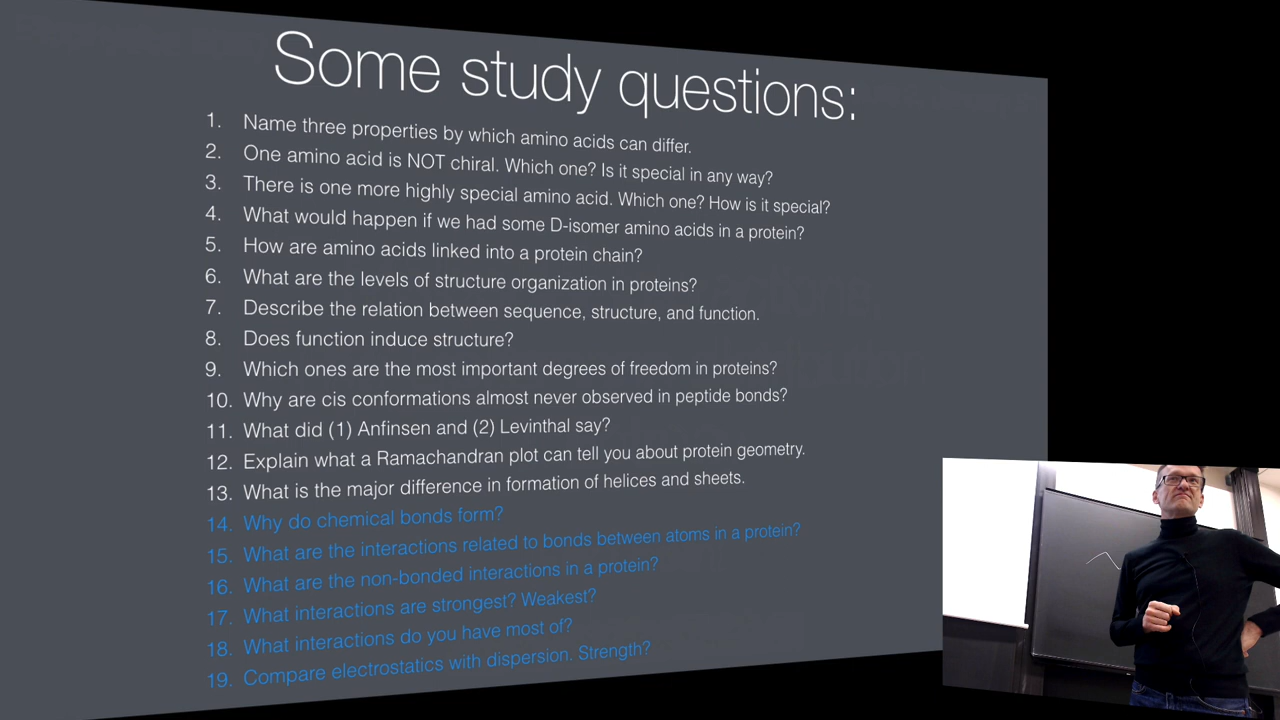 Some study questions:
1. Name three properties by which amino acids can differ.
2. One amino acid is NOT chiral. Which one? Is it special in any way?
3. There is one more highly special amino acid. Which one? How is it special?
4. What would happen if we had some D-isomer amino acids in a protein?
5. How are amino acids linked into a protein chain?
6. What are the levels of structure organization in proteins?
7. Describe the relation between sequence, structure, and function.
8. Does function induce structure?
9. Which ones are the most important degrees of freedom in proteins?
10. Why are cis conformations almost never observed in peptide bonds?
11. What did (1) Anfinsen and (2) Levinthal say?
12. Explain what a Ramachandran plot can tell you about protein geometry.
13. What is the major difference in formation of helices and sheets.
14. Why do chemical bonds form?
15. What are the interactions related to bonds between atoms in a protein?
16. What are the non-bonded interactions in a protein?
17. What interactions are strongest? Weakest?
18. What interactions do you have most of?
19. Compare electrostatics with dispersion. Strength?